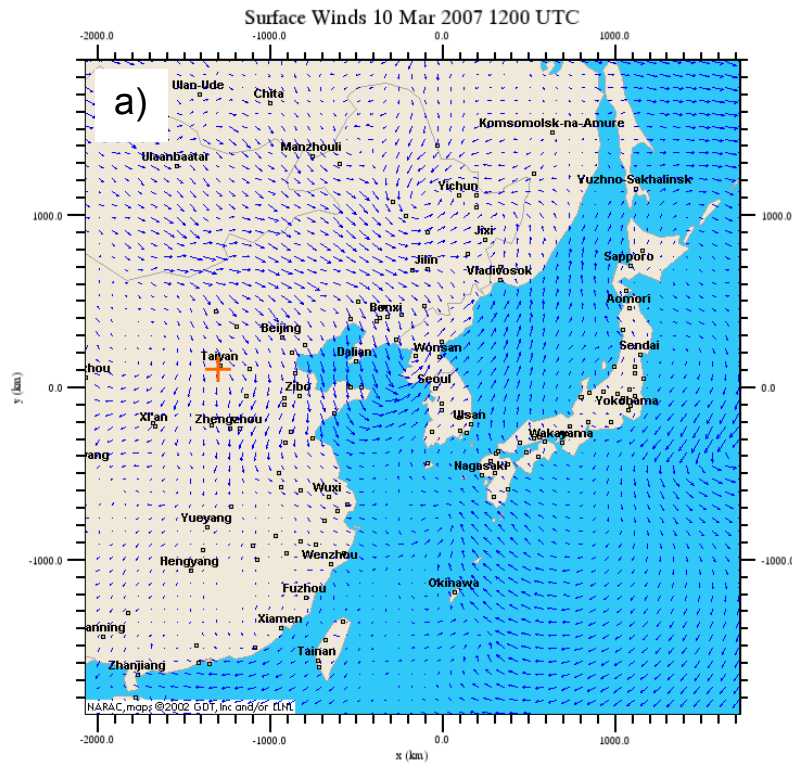 Surface Winds 10 Mar 2007 1200 UTC
-2000.0 -1000.0 0.0 1000.0
a)
Ulan-Ude
Chita
Komsomolsk-na-Amure
Manzhouli
Ulaanbaatar
Yichun
Yuzhno-Sakhalinsk
1000.0 1000.0
Jixi
Jilin
Sapporo
Vladivosok
Aomori
Benxi
Beijing
Sendai
Taiyan
Dalian
Wonsan
hou
Seoul
y (km)
0.0 0.0
Zibo
Yokohama
Xi'an
Zhengzhou
Ulsan
Wakayama
ang
Nagasaki
Wuxi
Yueyang
-1000.0 -1000.0
Hengyang
Wenzhou
Fuzhou
Okinawa
Xiamen
anning
Tainan
Zhanjiang
NARAC, maps ©2002 GDT, Inc and/or LLNL
-2000.0 -1000.0 0.0 1000.0
x (km)